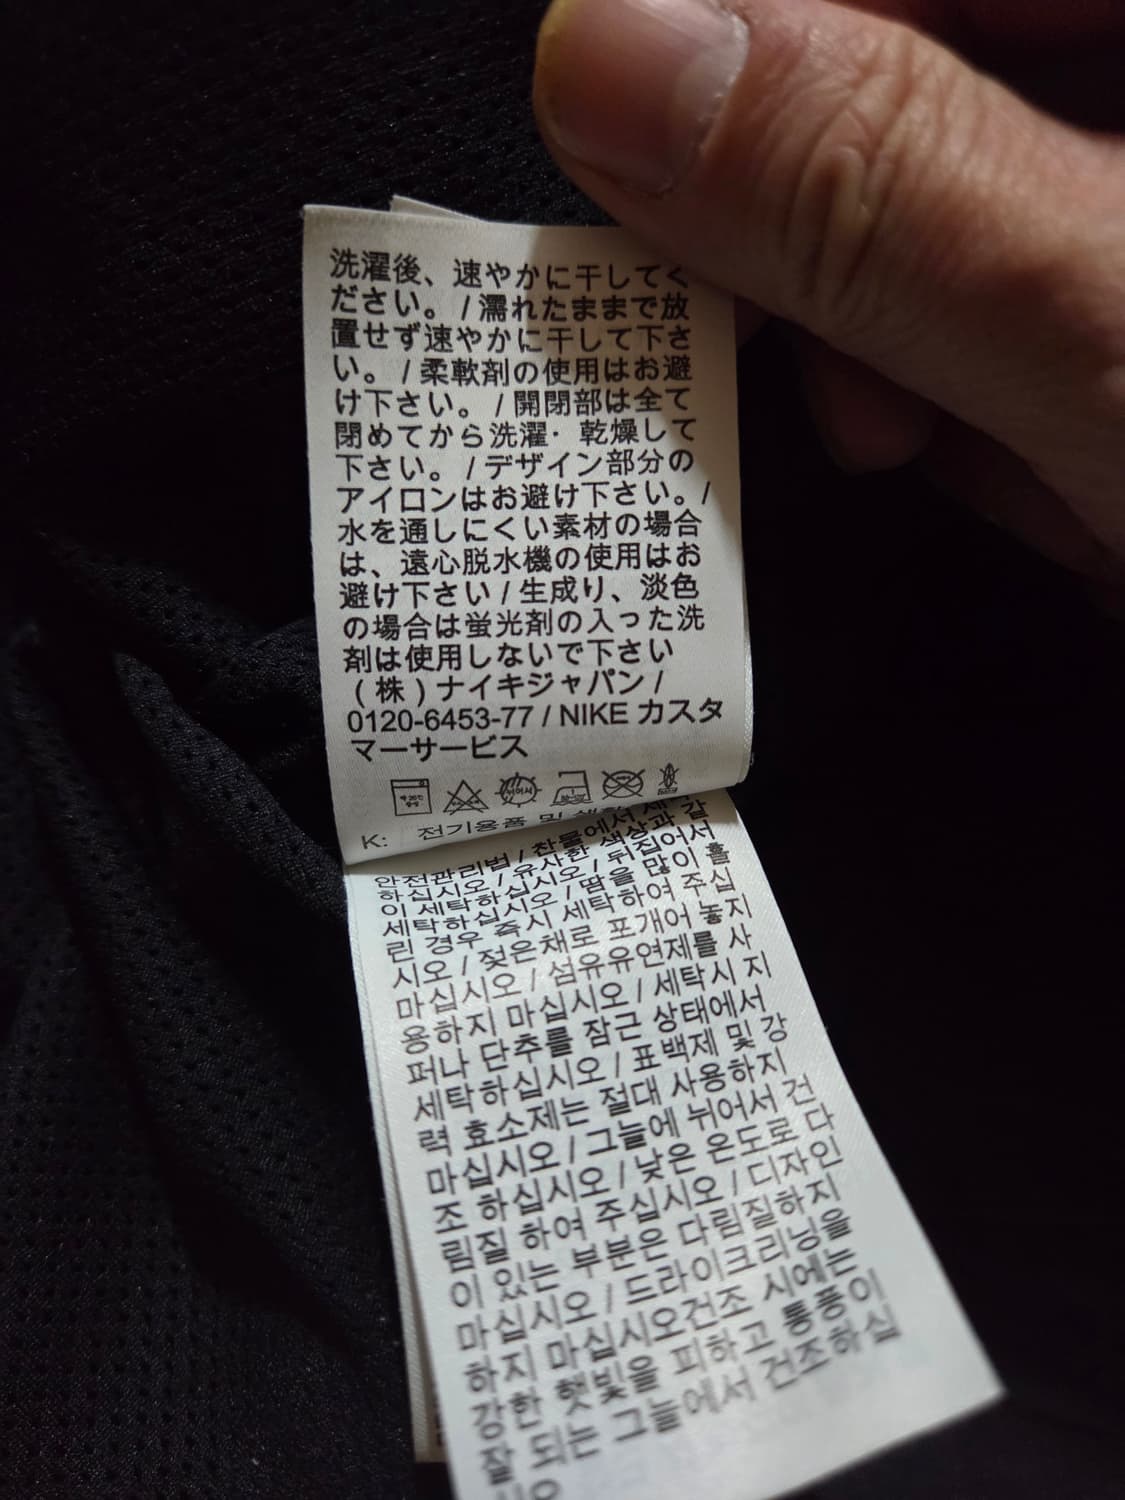 洗濯後、速やかに干してく
ださい。/濡れたままで放
置せず速やかに干して下さ
い。/柔軟剤の使用はお避
け下さい。/開閉部は全て
閉めてから洗濯· 乾燥して
下さい。/デザイン部分の
アイロンはお避け下さい。/
水を通しにくい素材の場合
は、遠心脱水機の使用はお
避け下さい/生成り、淡色
の場合は蛍光剤の入った洗
剤は使用しないで下さい
(株)ナイキジャパン/
0120-6453-77 / NIKE カスタ
マーサービス
K: 전기용품 및 생활
안전관리법 / 찬물에서 세
하십시오 / 유사한 색상과 같
이 세탁하십시오 / 뒤집어서
세탁하십시오 / 땀을 많이 흘
린 경우 즉시 세탁하여 주십
시오 / 젖은채로 포개어 놓지
마십시오 / 섬유유연제를 사
용하지 마십시오 / 세탁시 지
퍼나 단추를 잠근 상태에서
세탁하십시오 / 표백제 및 강
력 효소제는 절대 사용하지
마십시오 / 그늘에 뉘어서 건
조 하십시오 / 낮은 온도로 다
림질 하여 주십시오 / 디자인
이 있는 부분은 다림질하지
마십시오 / 드라이크리닝을
하지 마십시오건조 시에는
강한 햇빛을 피하고 통풍이
잘 되는 그늘에서 건조하십
시오